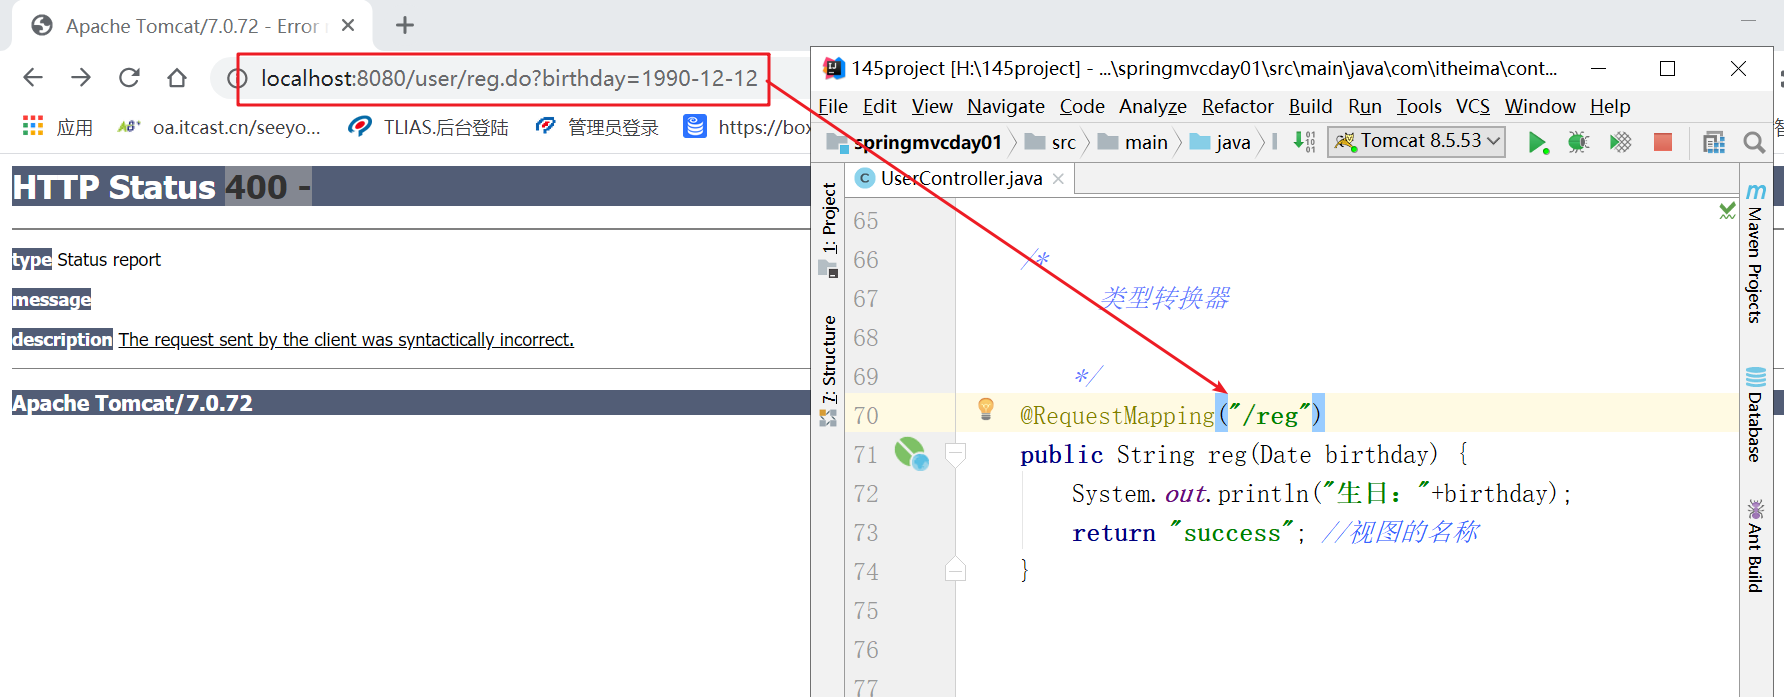 Apache Tomcat/7.0.72 - Error
localhost:8080/user/reg.do?birthday=1990-12-12
应用
oa.itcast.cn/seeyo...
TLIAS.后台登陆
管理员登录
https://box
HTTP Status 400 -
type Status report
message
description The request sent by the client was syntactically incorrect.
Apache Tomcat/7.0.72
145project [H:\145project] - ...\springmvcday01\src\main\java\com\itheima\cont...
File Edit View Navigate Code Analyze Refactor Build Run Tools VCS Window Help
springmvcday01 src main java Tomcat 8.5.53
UserController.java
1: Project
7: Structure
65
66 /*
67 类型转换器
68
69 */
70 @RequestMapping("/reg")
71 public String reg(Date birthday) {
72 System.out.println("生日："+birthday);
73 return "success"; //视图的名称
74 }
75
76
77
Maven Projects
Database
Ant Build